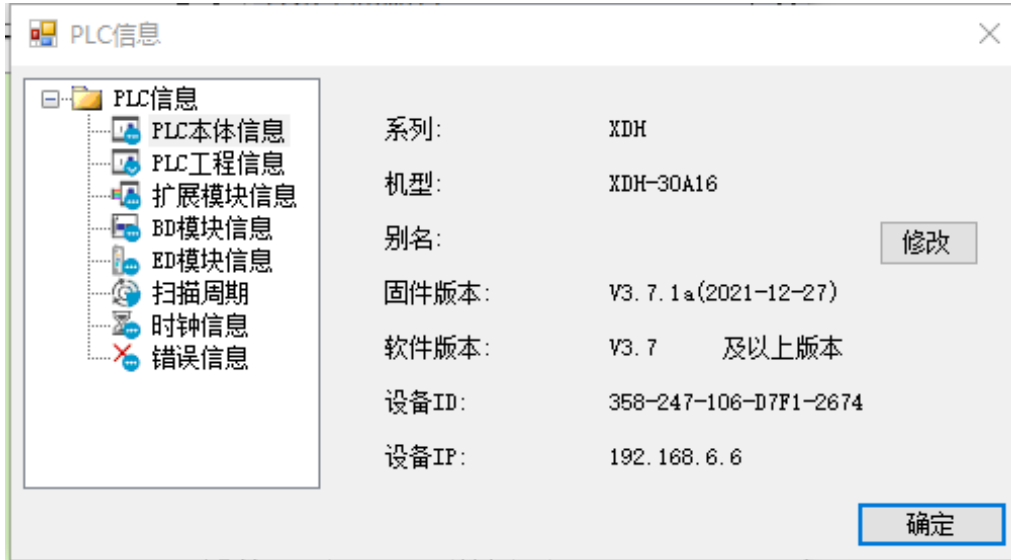 PLC信息
PLC信息
PLC本体信息
PLC工程信息
扩展模块信息
BD模块信息
ED模块信息
扫描周期
时钟信息
错误信息
系列: XDH
机型: XDH-30A16
别名: 修改
固件版本: V3.7.1a(2021-12-27)
软件版本: V3.7 及以上版本
设备ID: 358-247-106-D7F1-2674
设备IP: 192.168.6.6
确定